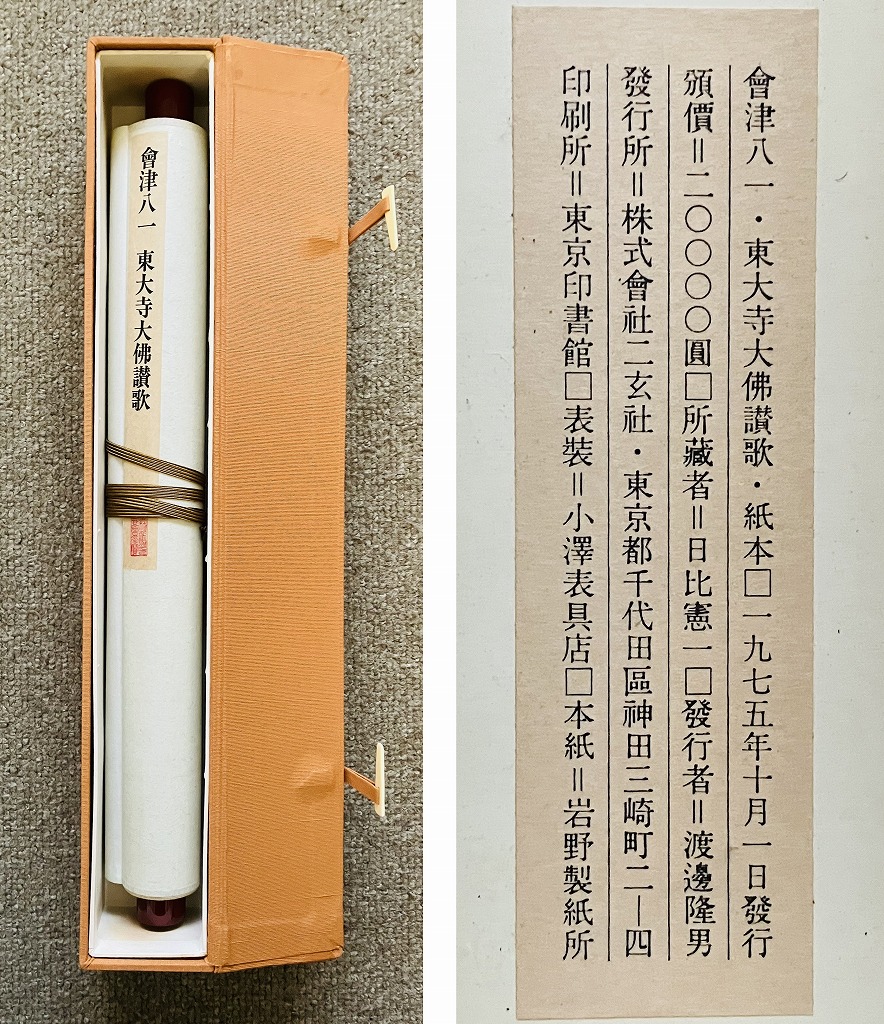 會津八一 東大寺大佛讃歌
會津八一・東大寺大佛讃歌・紙本□一九七五年十月一日發行
頒價＝二〇〇〇〇圓□所藏者＝日比憲一□發行者＝渡邊隆男
發行所＝株式會社二玄社・東京都千代田區神田三崎町二―四
印刷所＝東京印書館□表裝＝小澤表具店□本紙＝岩野製紙所